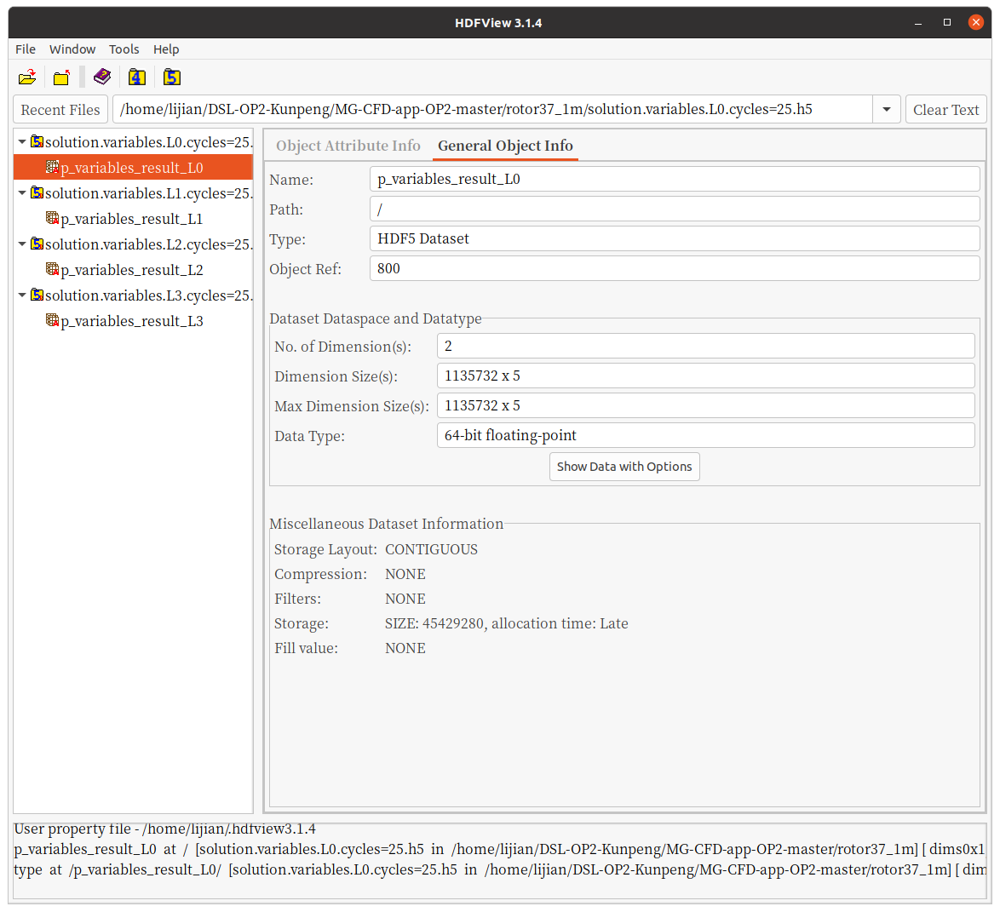 HDFView 3.1.4
File Window Tools Help
4 5
Recent Files /home/lijian/DSL-OP2-Kunpeng/MG-CFD-app-OP2-master/rotor37_1m/solution.variables.L0.cycles=25.h5 Clear Text
solution.variables.L0.cycles=25.
p_variables_result_L0
solution.variables.L1.cycles=25.
p_variables_result_L1
solution.variables.L2.cycles=25.
p_variables_result_L2
solution.variables.L3.cycles=25.
p_variables_result_L3
Object Attribute Info General Object Info
Name: p_variables_result_L0
Path: /
Type: HDF5 Dataset
Object Ref: 800
Dataset Dataspace and Datatype
No. of Dimension(s): 2
Dimension Size(s): 1135732 x 5
Max Dimension Size(s): 1135732 x 5
Data Type: 64-bit floating-point
Show Data with Options
Miscellaneous Dataset Information
Storage Layout: CONTIGUOUS
Compression: NONE
Filters: NONE
Storage: SIZE: 45429280, allocation time: Late
Fill value: NONE
User property file - /home/lijian/.hdfview3.1.4
p_variables_result_L0 at / [solution.variables.L0.cycles=25.h5 in /home/lijian/DSL-OP2-Kunpeng/MG-CFD-app-OP2-master/rotor37_1m] [ dims0x1
type at /p_variables_result_L0/ [solution.variables.L0.cycles=25.h5 in /home/lijian/DSL-OP2-Kunpeng/MG-CFD-app-OP2-master/rotor37_1m] [ dim